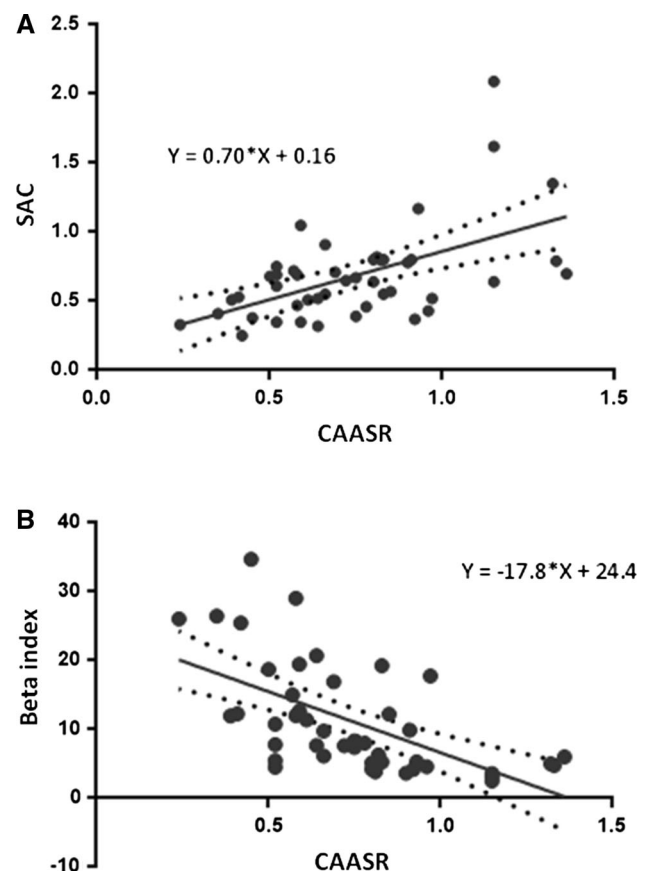 A
2.5
2.0
1.5
1.0
0.5
0.0
SAC
Y = 0.70*X + 0.16
0.0 0.5 1.0 1.5
CAASR
B
40
30
20
10
0
-10
Beta index
Y = -17.8*X + 24.4
0.5 1.0 1.5
CAASR